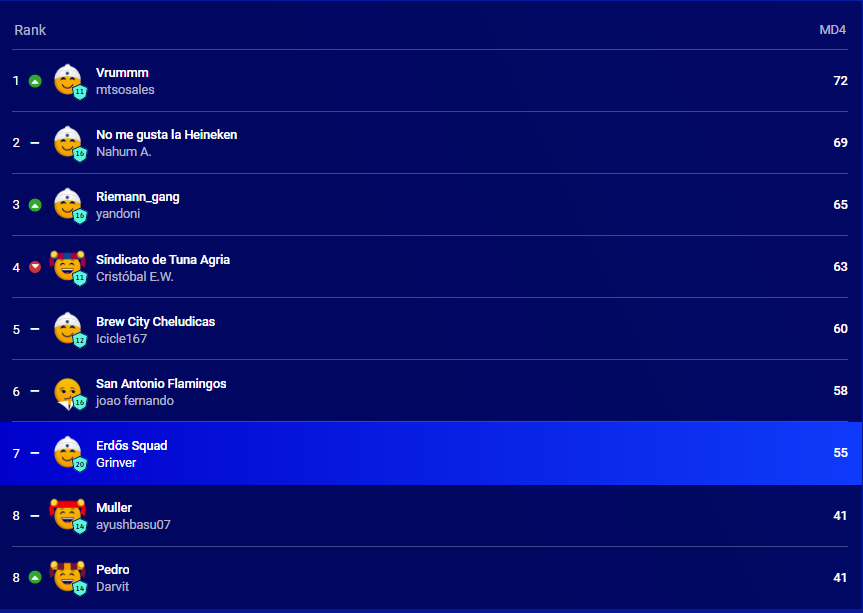 Rank MD4
1 Vrummm 72
11 mtsosales
2 No me gusta la Heineken 69
16 Nahum A.
3 Riemann_gang 65
16 yandoni
4 Síndicato de Tuna Agria 63
11 Cristóbal E.W.
5 Brew City Cheludicas 60
12 Icicle167
6 San Antonio Flamingos 58
16 joao fernando
7 Erdős Squad 55
20 Grinver
8 Muller 41
14 ayushbasu07
8 Pedro 41
14 Darvit